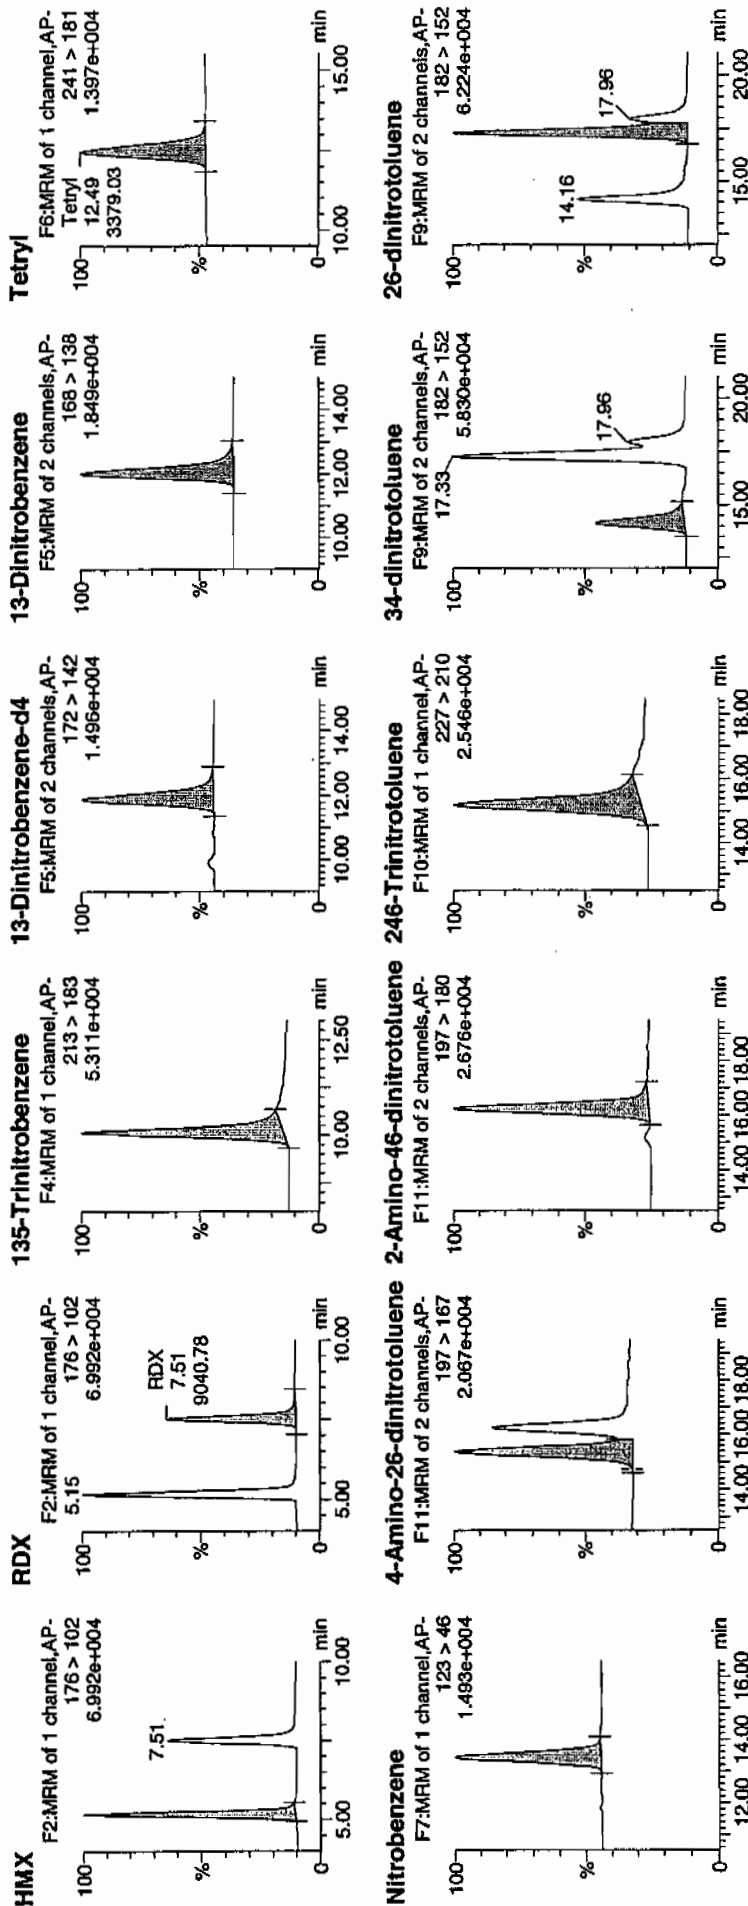 HMX
F2:MRM of 1 channel,AP-
176 > 102
6.992e+004
100
%
0
7.51
5.00
10.00
min
RDX
F2:MRM of 1 channel,AP-
176 > 102
6.992e+004
100
%
0
5.15
RDX
7.51
9040.78
5.00
10.00
min
135-Trinitrobenzene
F4:MRM of 1 channel,AP-
213 > 183
5.311e+004
100
%
0
10.00
12.50
min
13-Dinitrobenzene-d4
F5:MRM of 2 channels,AP-
172 > 142
1.496e+004
100
%
0
10.00
12.00
14.00
min
13-Dinitrobenzene
F5:MRM of 2 channels,AP-
168 > 138
1.849e+004
100
%
0
10.00
12.00
14.00
min
Tetryl
F6:MRM of 1 channel,AP-
241 > 181
1.397e+004
100
%
0
Tetryl
12.49
3379.03
10.00
15.00
min
Nitrobenzene
F7:MRM of 1 channel,AP-
123 > 46
1.493e+004
100
%
0
12.00
14.00
16.00
min
4-Amino-26-dinitrotoluene
F11:MRM of 2 channels,AP-
197 > 167
2.067e+004
100
%
0
14.00
16.00
18.00
min
2-Amino-46-dinitrotoluene
F11:MRM of 2 channels,AP-
197 > 180
2.676e+004
100
%
0
14.00
16.00
18.00
min
246-Trinitrotoluene
F10:MRM of 1 channel,AP-
227 > 210
2.546e+004
100
%
0
14.00
16.00
18.00
min
34-dinitrotoluene
F9:MRM of 2 channels,AP-
182 > 152
5.830e+004
100
%
0
17.33
17.96
15.00
20.00
min
26-dinitrotoluene
F9:MRM of 2 channels,AP-
182 > 152
6.224e+004
100
%
0
14.16
17.96
15.00
20.00
min